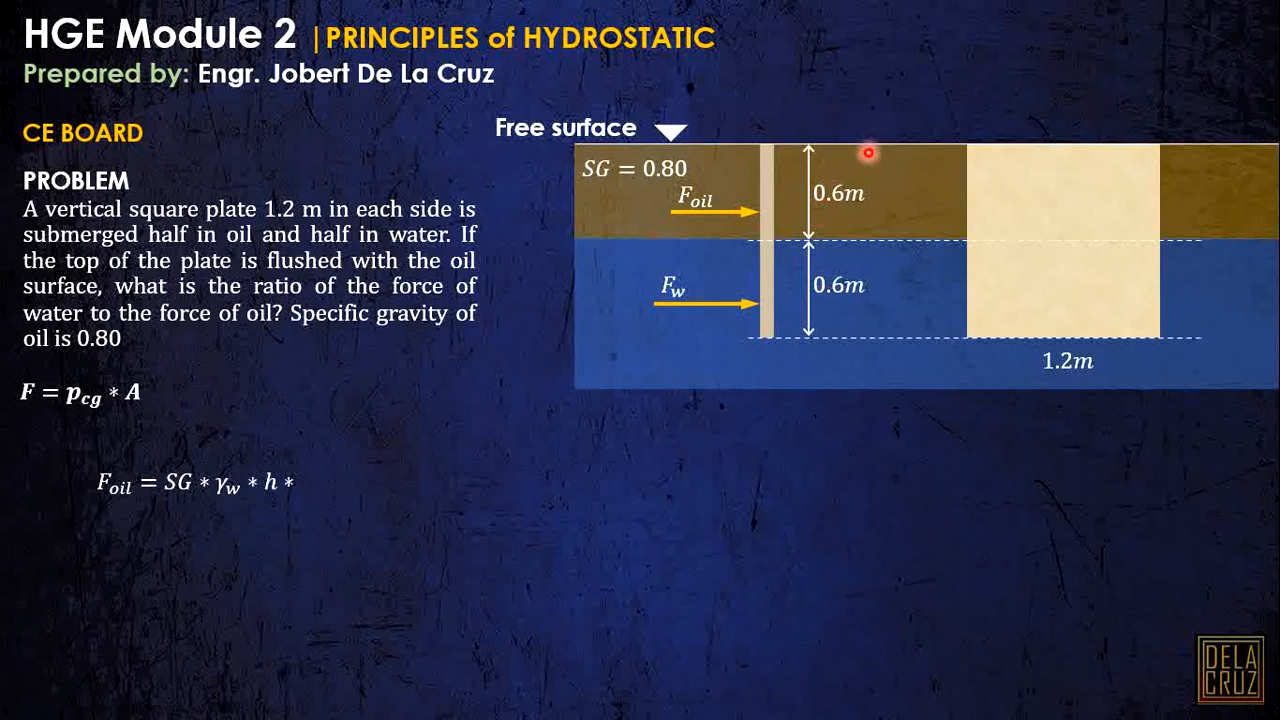 HGE Module 2 | PRINCIPLES of HYDROSTATIC
Prepared by: Engr. Jobert De La Cruz
CE BOARD
PROBLEM
A vertical square plate 1.2 m in each side is
submerged half in oil and half in water. If
the top of the plate is flushed with the oil
surface, what is the ratio of the force of
water to the force of oil? Specific gravity of
oil is 0.80
F = p_cg * A
F_oil = SG * γ_w * h *
Free surface
SG = 0.80
F_oil
0.6m
F_w
0.6m
1.2m
DELA
CRUZ